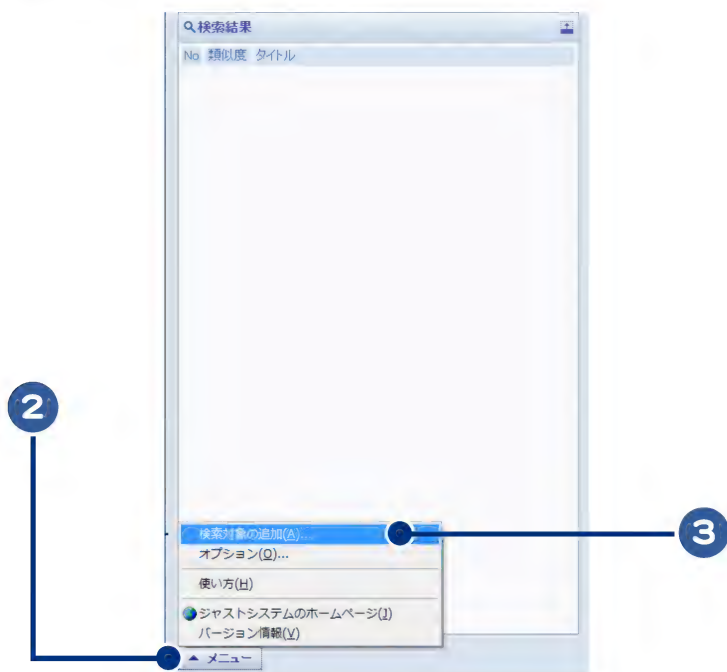 検索結果
No 類似度 タイトル
2
検索対象の追加(A)...
3
オプション(O)...
使い方(H)
ジャストシステムのホームページ(J)
バージョン情報(V)
▲ メニュー